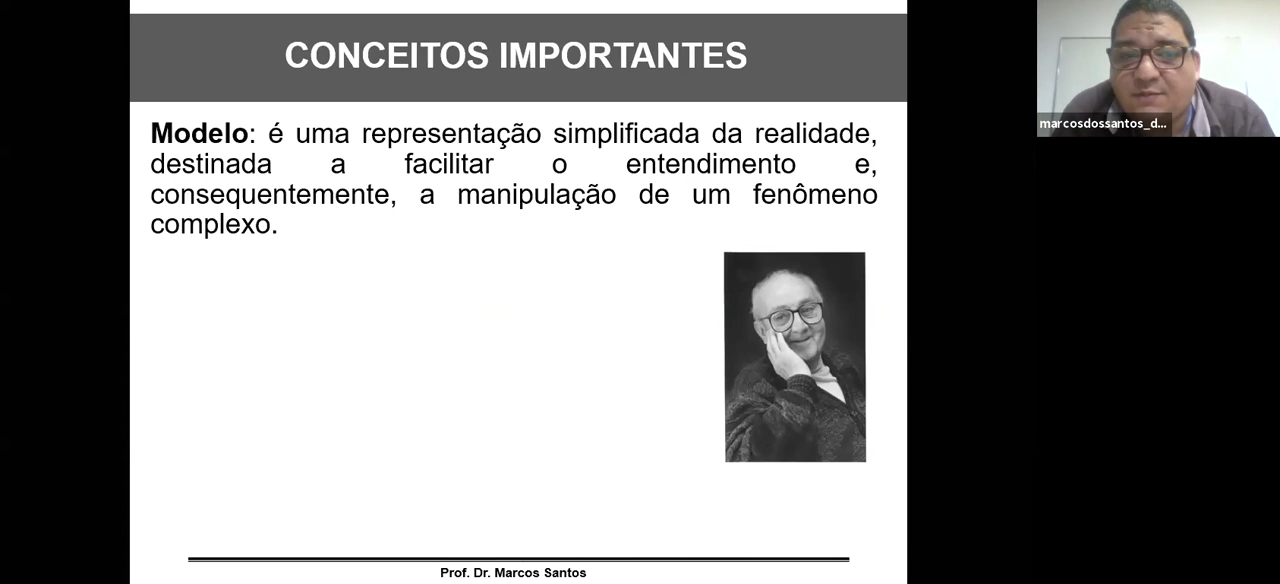 CONCEITOS IMPORTANTES
marcosdossantos_d...
Modelo: é uma representação simplificada da realidade,
destinada a facilitar o entendimento e,
consequentemente, a manipulação de um fenômeno
complexo.
Prof. Dr. Marcos Santos